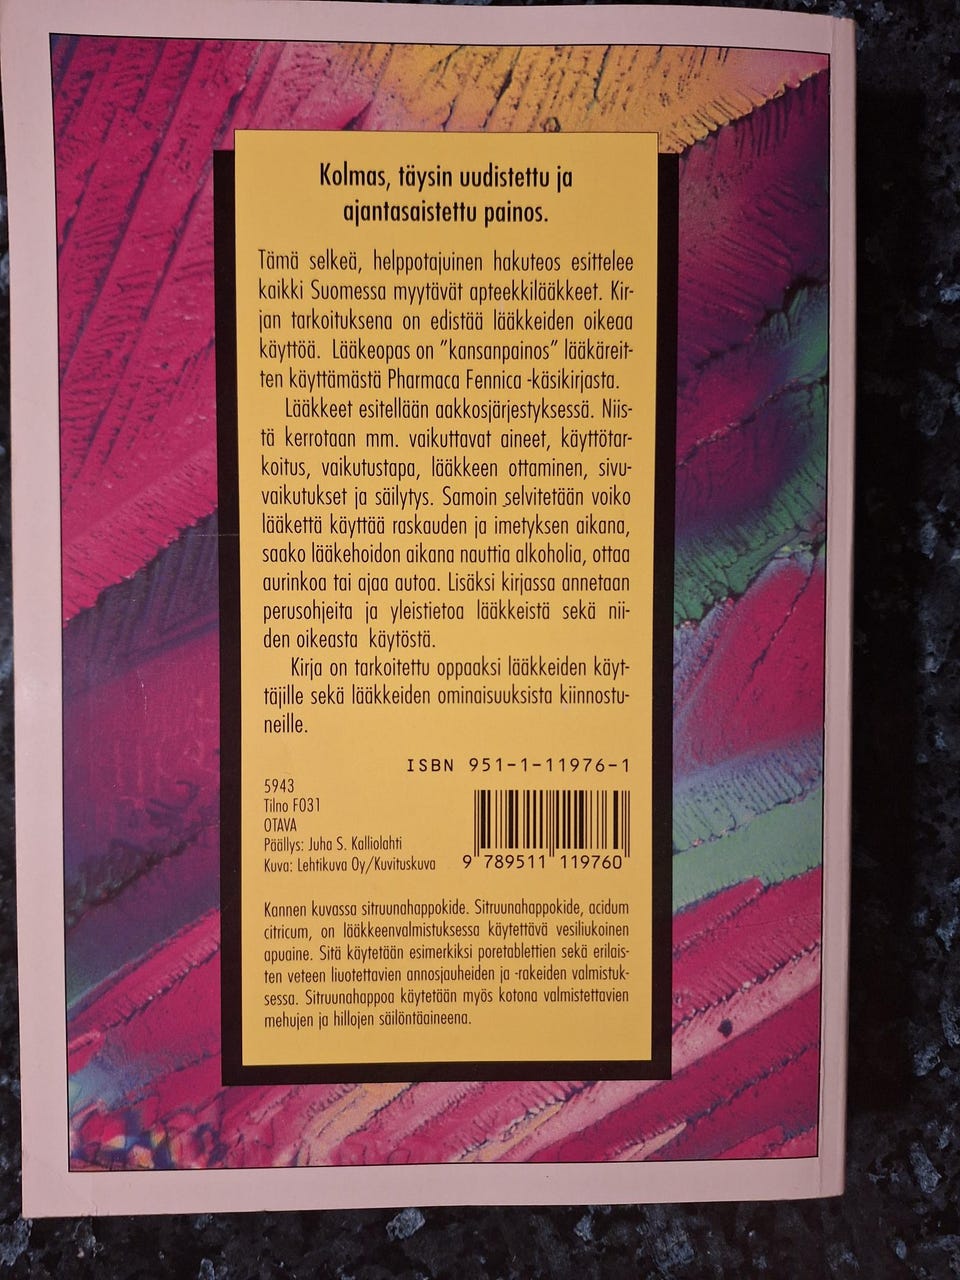 Kolmas, täysin uudistettu ja
ajantasaistettu painos.
Tämä selkeä, helppotajuinen hakuteos esittelee
kaikki Suomessa myytävät apteekkilääkkeet. Kir-
jan tarkoituksena on edistää lääkkeiden oikeaa
käyttöä. Lääkeopas on ”kansanpainos” lääkäreit-
ten käyttämästä Pharmaca Fennica -käsikirjasta.
Lääkkeet esitellään aakkosjärjestyksessä. Niis-
tä kerrotaan mm. vaikuttavat aineet, käyttötar-
koitus, vaikutustapa, lääkkeen ottaminen, sivu-
vaikutukset ja säilytys. Samoin selvitetään voiko
lääkettä käyttää raskauden ja imetyksen aikana,
saako lääkehoidon aikana nauttia alkoholia, ottaa
aurinkoa tai ajaa autoa. Lisäksi kirjassa annetaan
perusohjeita ja yleistietoa lääkkeistä sekä nii-
den oikeasta käytöstä.
Kirja on tarkoitettu oppaaksi lääkkeiden käyt-
täjille sekä lääkkeiden ominaisuuksista kiinnostu-
neille.
ISBN 951-1-11976-1
5943
Tilno F031
OTAVA
Päällys: Juha S. Kalliolahti
Kuva: Lehtikuva Oy/Kuvituskuva
9 789511 119760
Kannen kuvassa sitruunahappokide. Sitruunahappokide, acidum
citricum, on lääkkeenvalmistuksessa käytettävä vesiliukoinen
apuaine. Sitä käytetään esimerkiksi poretablettien sekä erilais-
ten veteen liuotettavien annosjauheiden ja -rakeiden valmistuk-
sessa. Sitruunahappoa käytetään myös kotona valmistettavien
mehujen ja hillojen säilöntäaineena.